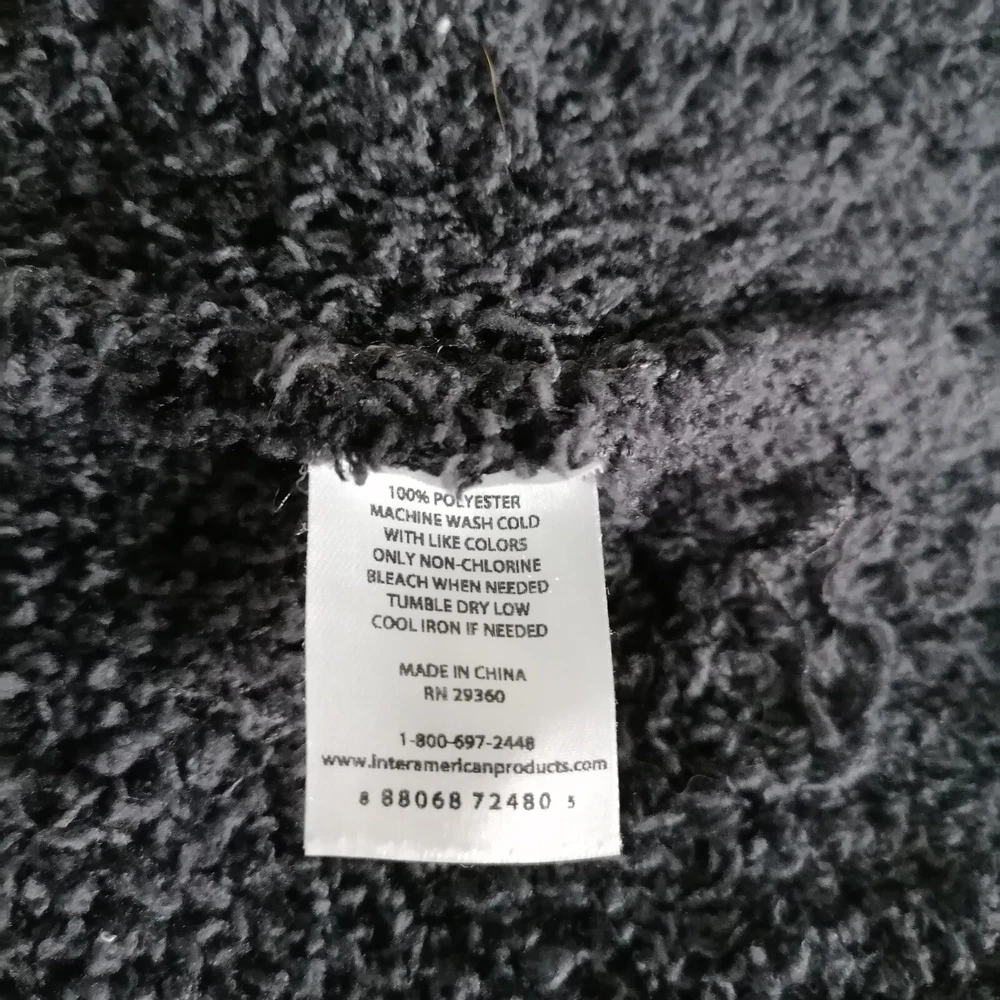 100% POLYESTER
MACHINE WASH COLD
WITH LIKE COLORS
ONLY NON-CHLORINE
BLEACH WHEN NEEDED
TUMBLE DRY LOW
COOL IRON IF NEEDED
MADE IN CHINA
RN 29360
1-800-697-2448
www.interamericanproducts.com
8 88068 72480 5